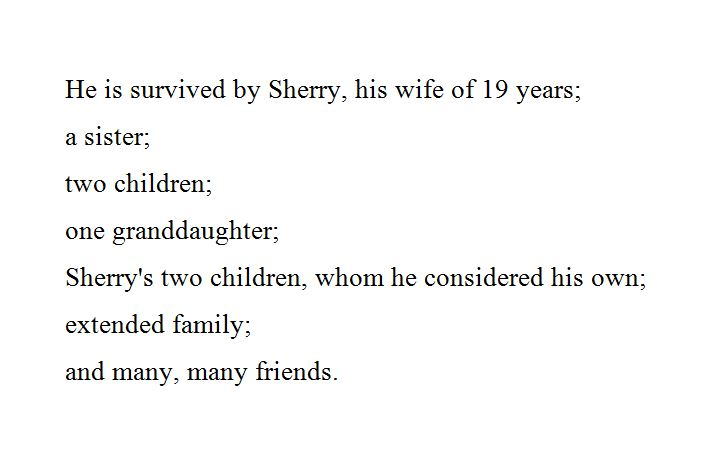 He is survived by Sherry, his wife of 19 years;
a sister;
two children;
one granddaughter;
Sherry's two children, whom he considered his own;
extended family;
and many, many friends.